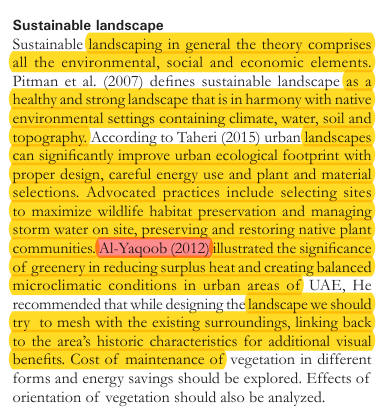 Sustainable landscape
Sustainable landscaping in general the theory comprises
all the environmental, social and economic elements.
Pitman et al. (2007) defines sustainable landscape as a
healthy and strong landscape that is in harmony with native
environmental settings containing climate, water, soil and
topography. According to Taheri (2015) urban landscapes
can significantly improve urban ecological footprint with
proper design, careful energy use and plant and material
selections. Advocated practices include selecting sites
to maximize wildlife habitat preservation and managing
storm water on site, preserving and restoring native plant
communities. Al-Yaqoob (2012) illustrated the significance
of greenery in reducing surplus heat and creating balanced
microclimatic conditions in urban areas of UAE, He
recommended that while designing the landscape we should
try to mesh with the existing surroundings, linking back
to the area's historic characteristics for additional visual
benefits. Cost of maintenance of vegetation in different
forms and energy savings should be explored. Effects of
orientation of vegetation should also be analyzed.